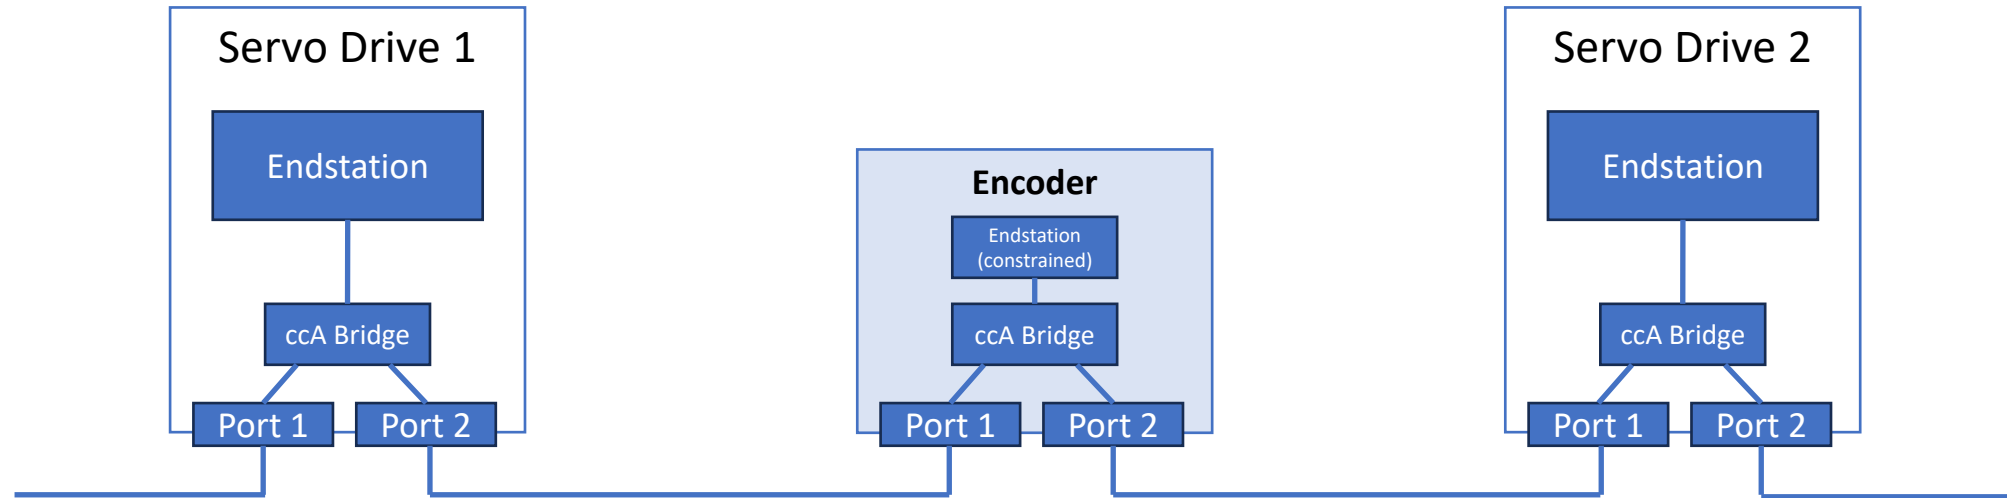 Servo Drive 1
Endstation
ccA Bridge
Port 1
Port 2
Encoder
Endstation
(constrained)
ccA Bridge
Port 1
Port 2
Servo Drive 2
Endstation
ccA Bridge
Port 1
Port 2